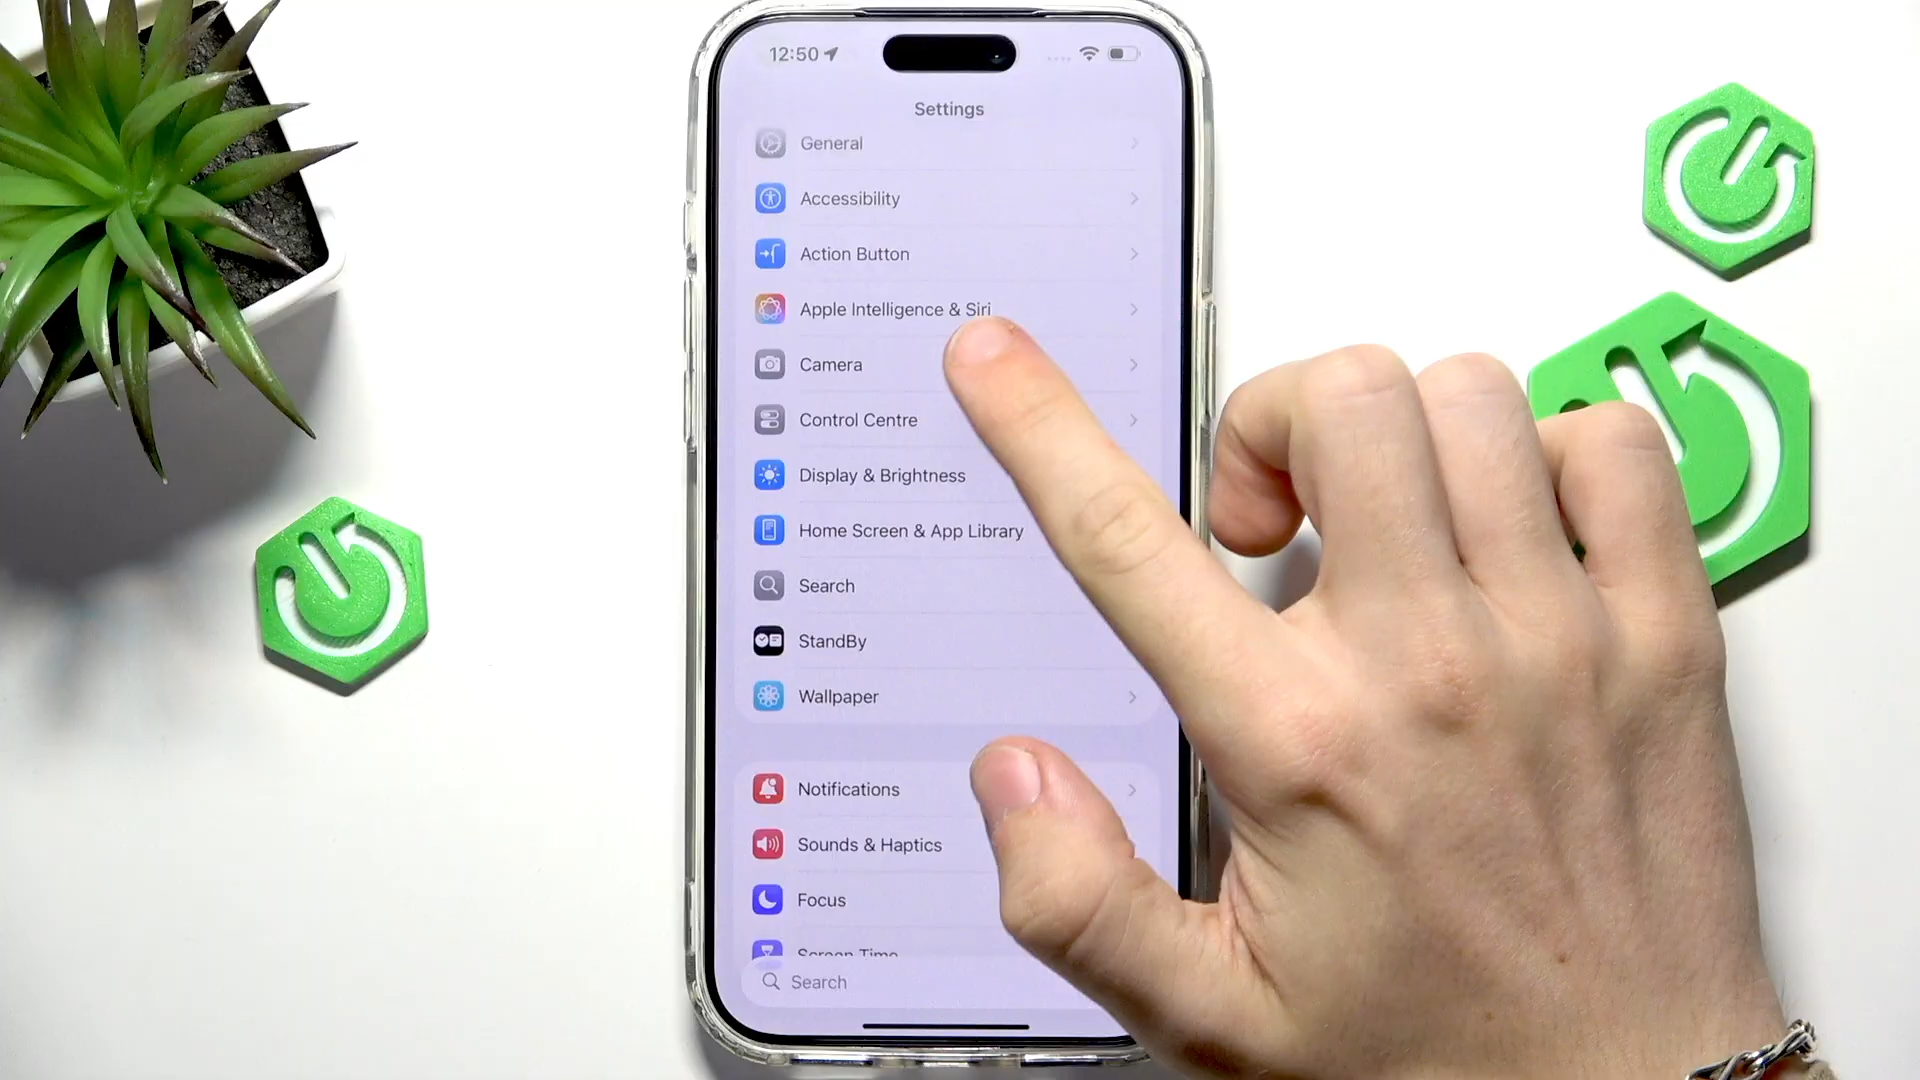 12:50
Settings
General
Accessibility
Action Button
Apple Intelligence & Siri
Camera
Control Centre
Display & Brightness
Home Screen & App Library
Search
StandBy
Wallpaper
Notifications
Sounds & Haptics
Focus
Screen Time
Search